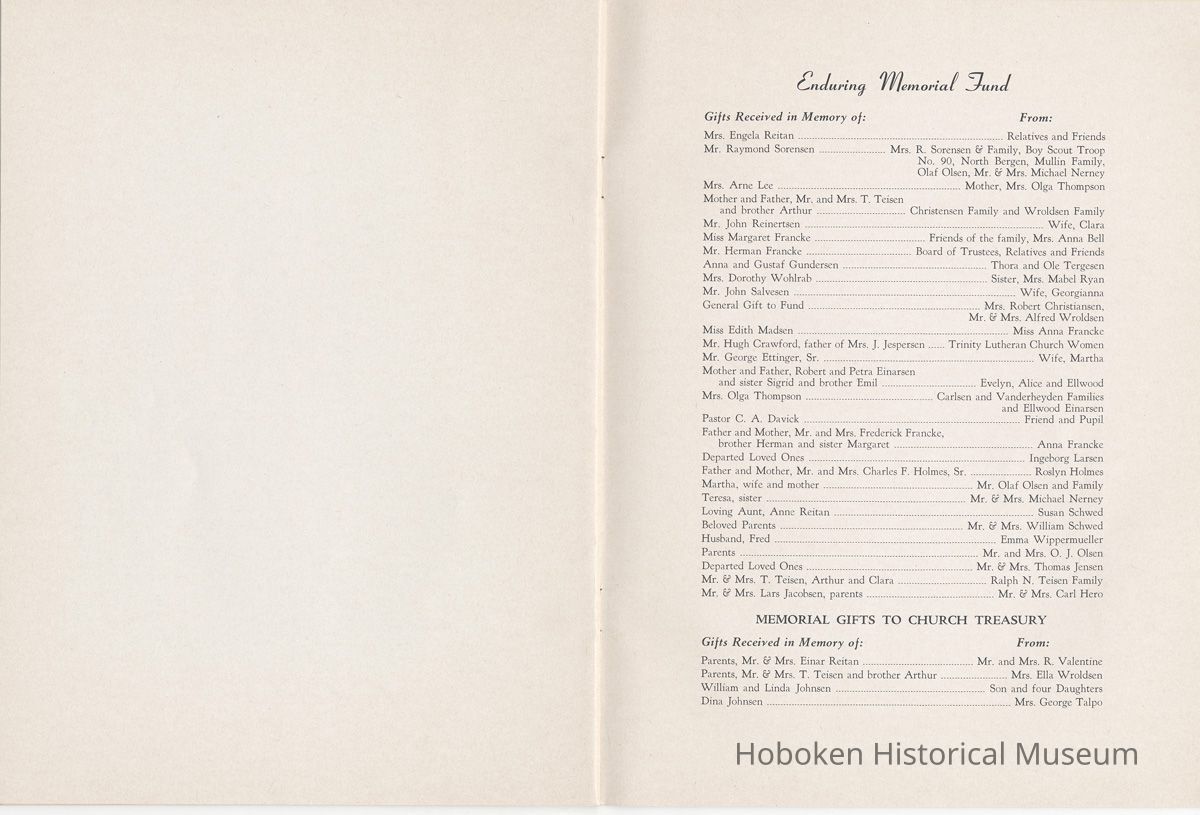 Enduring Memorial Fund
Gifts Received in Memory of: From:
Mrs. Engela Reitan ........ Relatives and Friends
Mr. Raymond Sorensen ........ Mrs. R. Sorensen & Family, Boy Scout Troop
No. 90, North Bergen, Mullin Family,
Olaf Olsen, Mr. & Mrs. Michael Nerney
Mrs. Arne Lee ........ Mother, Mrs. Olga Thompson
Mother and Father, Mr. and Mrs. T. Teisen
and brother Arthur ........ Christensen Family and Wroldsen Family
Mr. John Reinertsen ........ Wife, Clara
Miss Margaret Francke ........ Friends of the family, Mrs. Anna Bell
Mr. Herman Francke ........ Board of Trustees, Relatives and Friends
Anna and Gustaf Gundersen ........ Thora and Ole Tergesen
Mrs. Dorothy Wohlrab ........ Sister, Mrs. Mabel Ryan
Mr. John Salvesen ........ Wife, Georgianna
General Gift to Fund ........ Mrs. Robert Christiansen,
Mr. & Mrs. Alfred Wroldsen
Miss Edith Madsen ........ Miss Anna Francke
Mr. Hugh Crawford, father of Mrs. J. Jespersen ...... Trinity Lutheran Church Women
Mr. George Ettinger, Sr. ........ Wife, Martha
Mother and Father, Robert and Petra Einarsen
and sister Sigrid and brother Emil ........ Evelyn, Alice and Ellwood
Mrs. Olga Thompson ........ Carlsen and Vanderheyden Families
and Ellwood Einarsen
Pastor C. A. Davick ........ Friend and Pupil
Father and Mother, Mr. and Mrs. Frederick Francke,
brother Herman and sister Margaret ........ Anna Francke
Departed Loved Ones ........ Ingeborg Larsen
Father and Mother, Mr. and Mrs. Charles F. Holmes, Sr. ........ Roslyn Holmes
Martha, wife and mother ........ Mr. Olaf Olsen and Family
Teresa, sister ........ Mr. & Mrs. Michael Nerney
Loving Aunt, Anne Reitan ........ Susan Schwed
Beloved Parents ........ Mr. & Mrs. William Schwed
Husband, Fred ........ Emma Wippermueller
Parents ........ Mr. and Mrs. O. J. Olsen
Departed Loved Ones ........ Mr. & Mrs. Thomas Jensen
Mr. & Mrs. T. Teisen, Arthur and Clara ........ Ralph N. Teisen Family
Mr. & Mrs. Lars Jacobsen, parents ........ Mr. & Mrs. Carl Hero
MEMORIAL GIFTS TO CHURCH TREASURY
Gifts Received in Memory of: From:
Parents, Mr. & Mrs. Einar Reitan ........ Mr. and Mrs. R. Valentine
Parents, Mr. & Mrs. T. Teisen and brother Arthur ........ Mrs. Ella Wroldsen
William and Linda Johnsen ........ Son and four Daughters
Dina Johnsen ........ Mrs. George Talpo
Hoboken Historical Museum